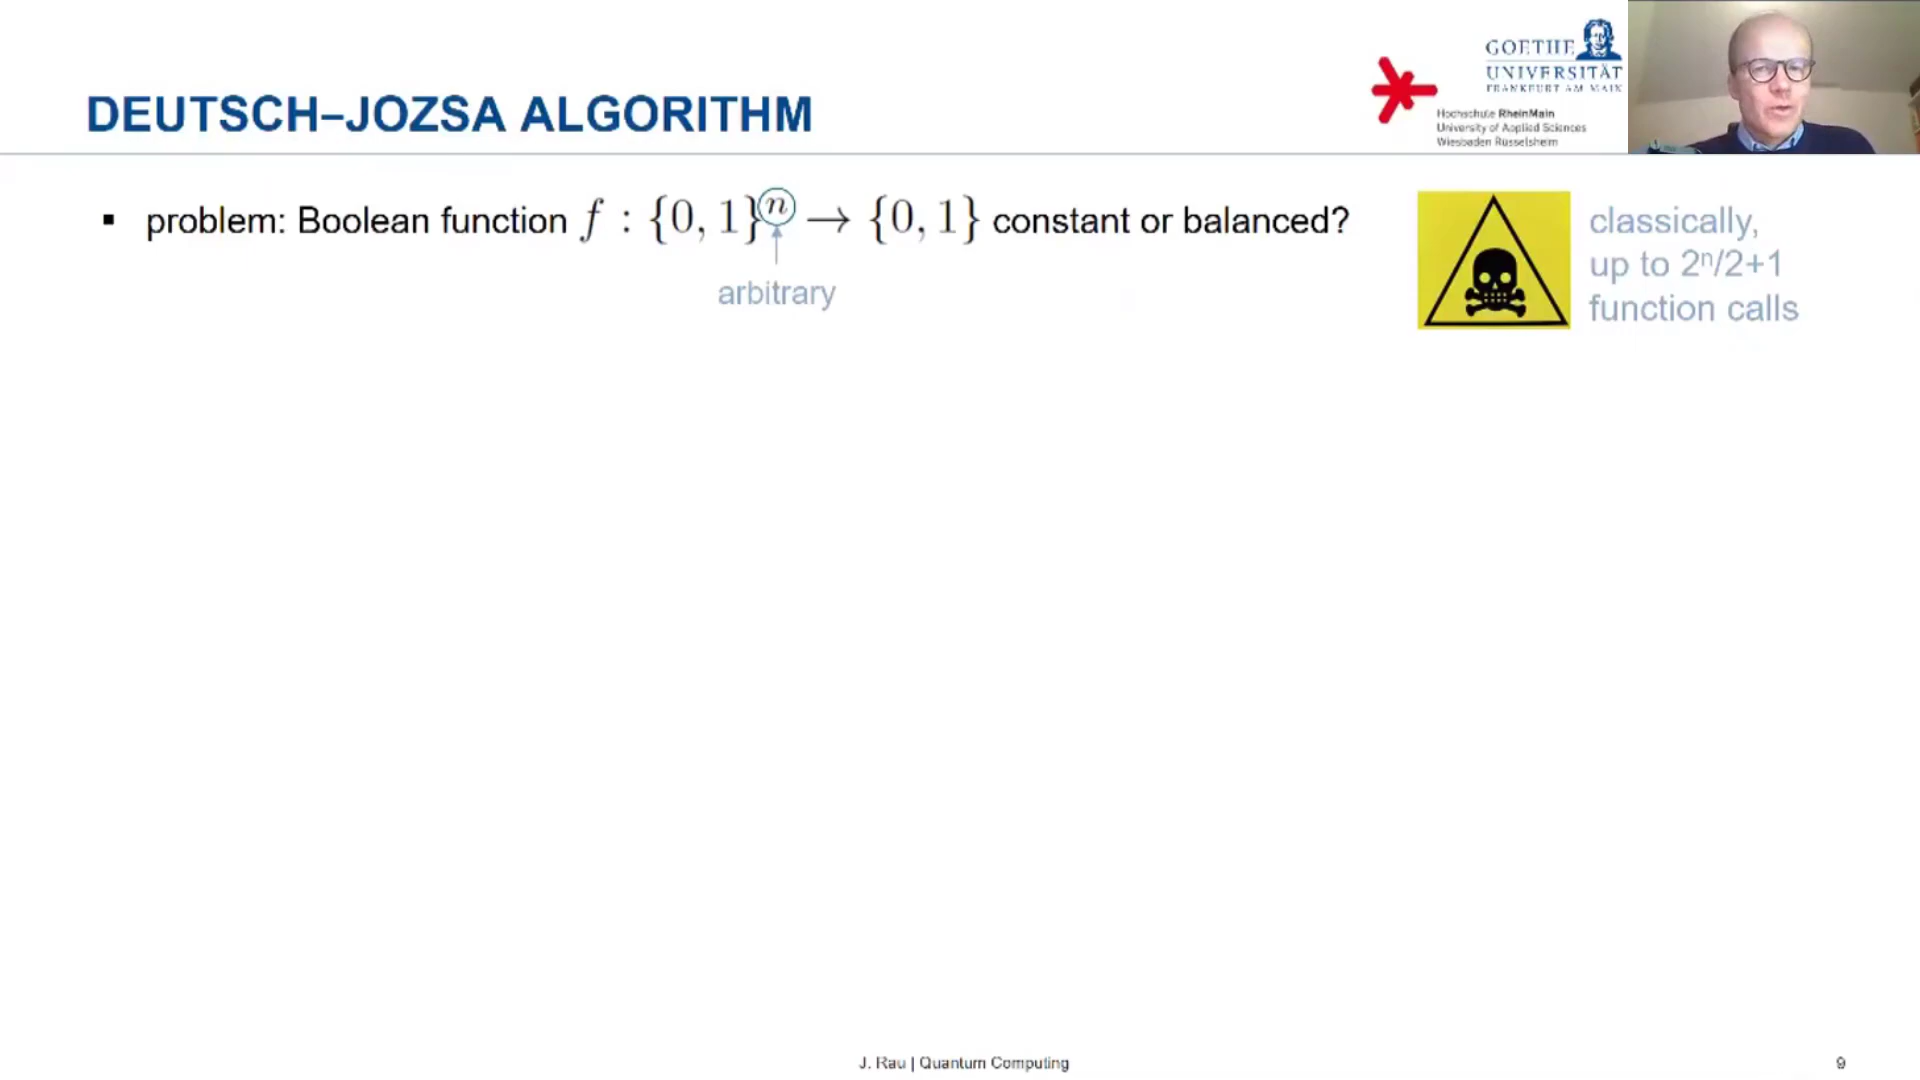 GOETHE
UNIVERSITÄT
FRANKFURT AM MAIN
Hochschule RheinMain
University of Applied Sciences
Wiesbaden Rüsselsheim
DEUTSCH–JOZSA ALGORITHM
▪ problem: Boolean function f : {0, 1}ⁿ → {0, 1} constant or balanced?
arbitrary
classically,
up to 2ⁿ/2+1
function calls
J. Rau | Quantum Computing
9